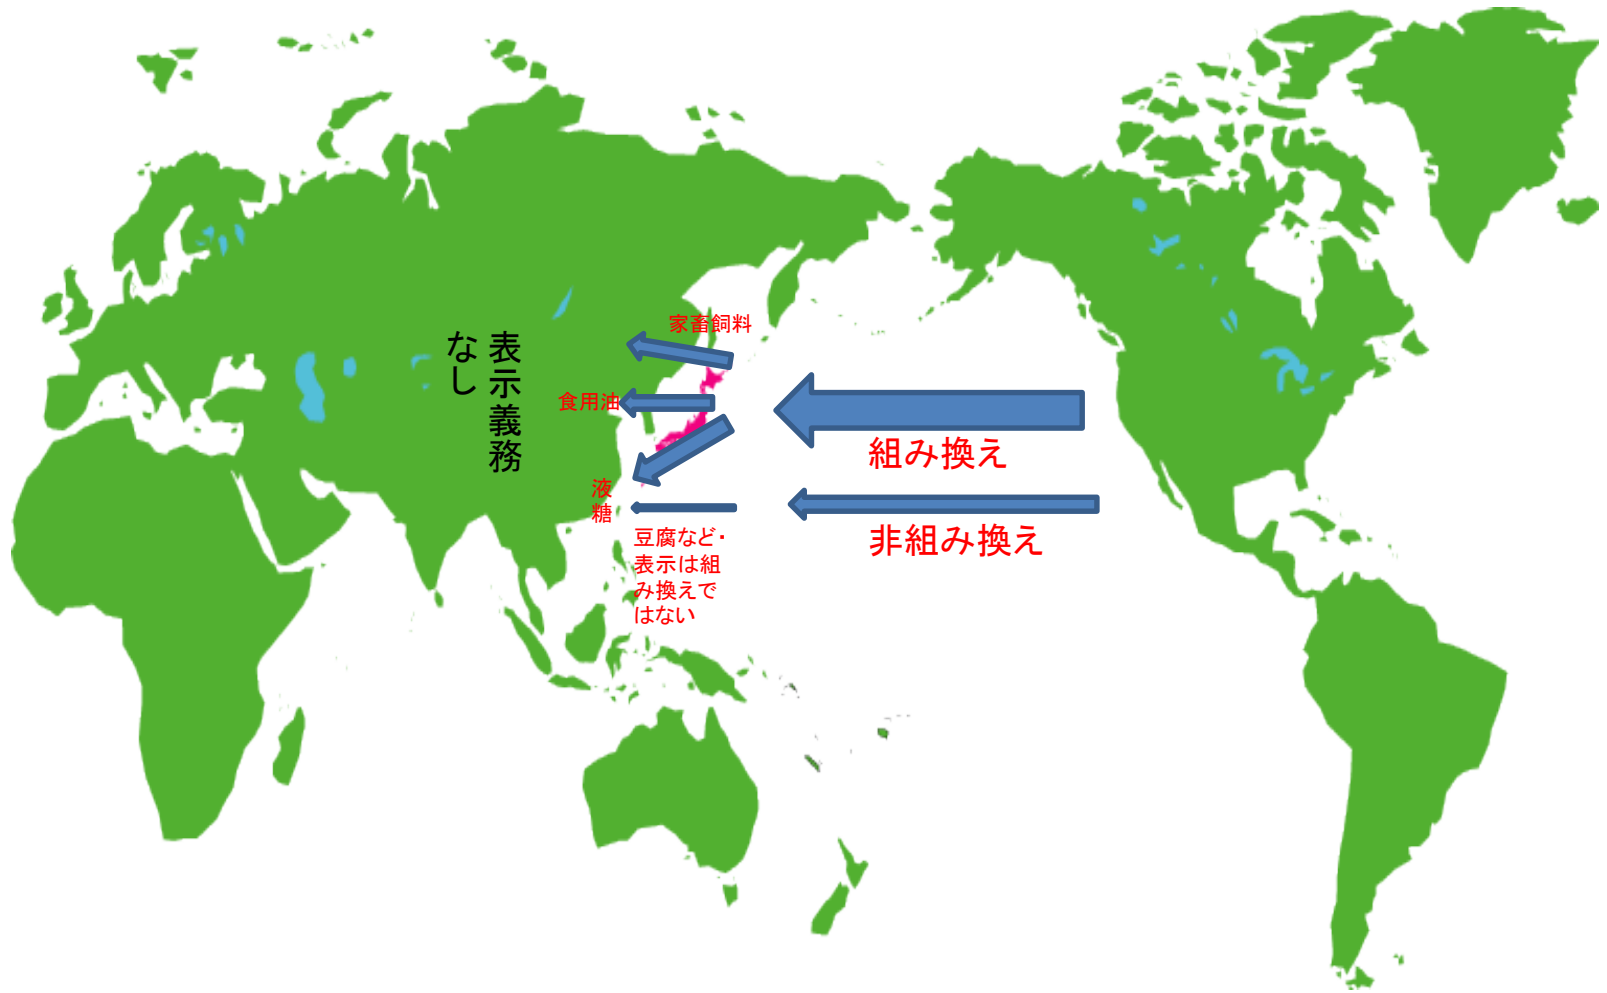 家畜飼料
表示義務
なし
食用油
組み換え
液
糖
非組み換え
豆腐など・
表示は組
み換えで
はない